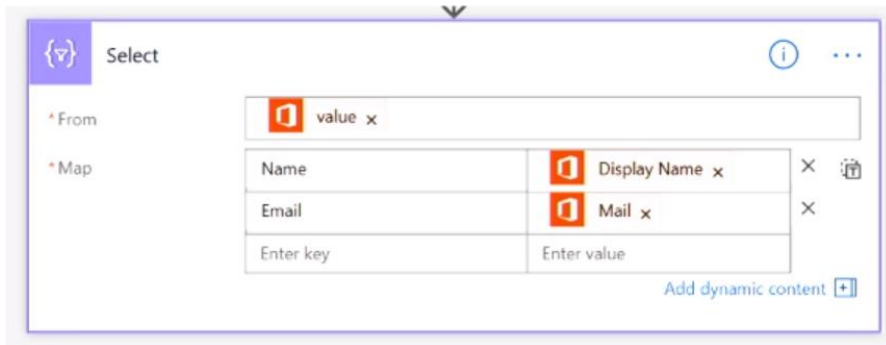 Select
* From
value ×
* Map
Name
Display Name ×
Email
Mail ×
Enter key
Enter value
Add dynamic content